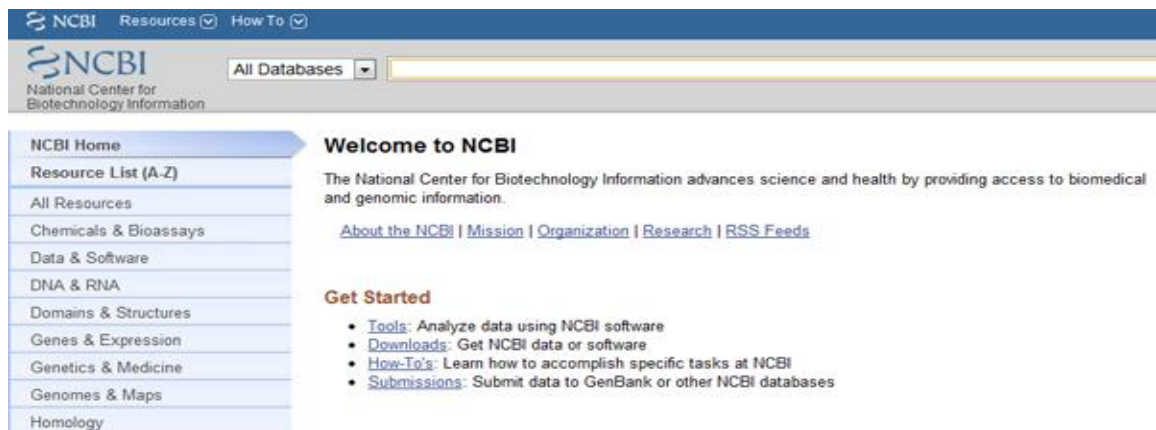 NCBI Resources How To
NCBI
National Center for
Biotechnology Information
All Databases
NCBI Home
Resource List (A-Z)
All Resources
Chemicals & Bioassays
Data & Software
DNA & RNA
Domains & Structures
Genes & Expression
Genetics & Medicine
Genomes & Maps
Homology
Welcome to NCBI
The National Center for Biotechnology Information advances science and health by providing access to biomedical
and genomic information.
About the NCBI | Mission | Organization | Research | RSS Feeds
Get Started
• Tools: Analyze data using NCBI software
• Downloads: Get NCBI data or software
• How-To's: Learn how to accomplish specific tasks at NCBI
• Submissions: Submit data to GenBank or other NCBI databases